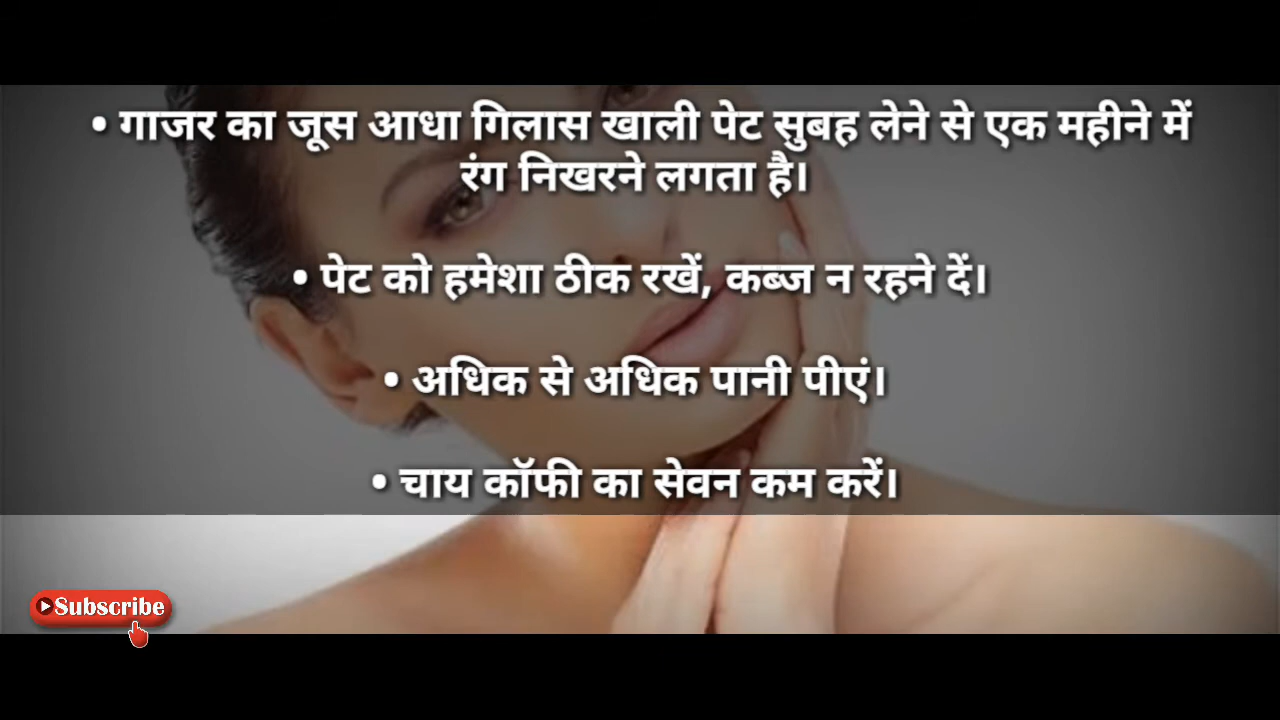 • गाजर का जूस आधा गिलास खाली पेट सुबह लेने से एक महीने में
रंग निखरने लगता है।
• पेट को हमेशा ठीक रखें, कब्ज न रहने दें।
• अधिक से अधिक पानी पीएं।
• चाय कॉफी का सेवन कम करें।
Subscribe